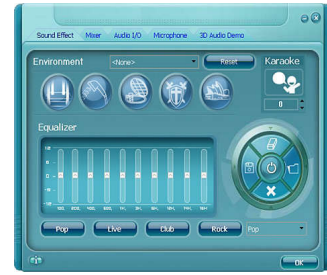 Sound Effect Mixer Audio I/O Microphone 3D Audio Demo
Environment <None> Reset Karaoke
0
Equalizer
0
Pop Live Club Rock Pop
OK